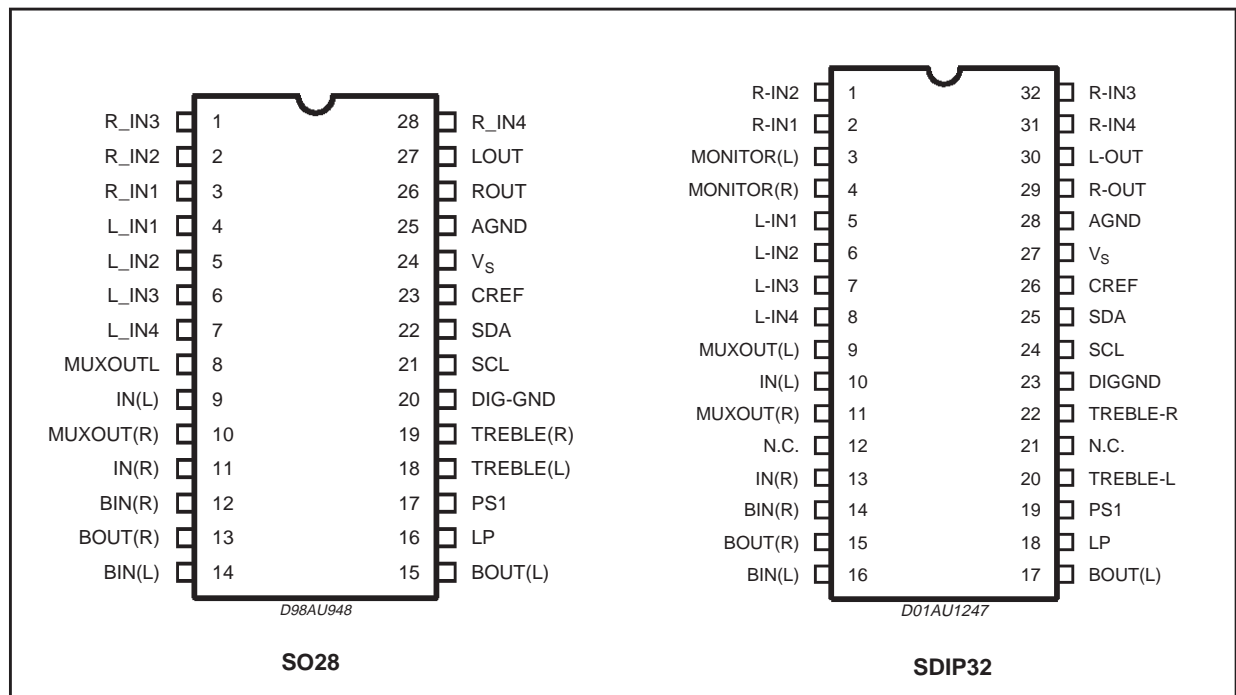 R_IN3 1 28 R_IN4
R_IN2 2 27 LOUT
R_IN1 3 26 ROUT
L_IN1 4 25 AGND
L_IN2 5 24 VS
L_IN3 6 23 CREF
L_IN4 7 22 SDA
MUXOUTL 8 21 SCL
IN(L) 9 20 DIG-GND
MUXOUT(R) 10 19 TREBLE(R)
IN(R) 11 18 TREBLE(L)
BIN(R) 12 17 PS1
BOUT(R) 13 16 LP
BIN(L) 14 15 BOUT(L)
D98AU948
SO28
R-IN2 1 32 R-IN3
R-IN1 2 31 R-IN4
MONITOR(L) 3 30 L-OUT
MONITOR(R) 4 29 R-OUT
L-IN1 5 28 AGND
L-IN2 6 27 VS
L-IN3 7 26 CREF
L-IN4 8 25 SDA
MUXOUT(L) 9 24 SCL
IN(L) 10 23 DIGGND
MUXOUT(R) 11 22 TREBLE-R
N.C. 12 21 N.C.
IN(R) 13 20 TREBLE-L
BIN(R) 14 19 PS1
BOUT(R) 15 18 LP
BIN(L) 16 17 BOUT(L)
D01AU1247
SDIP32